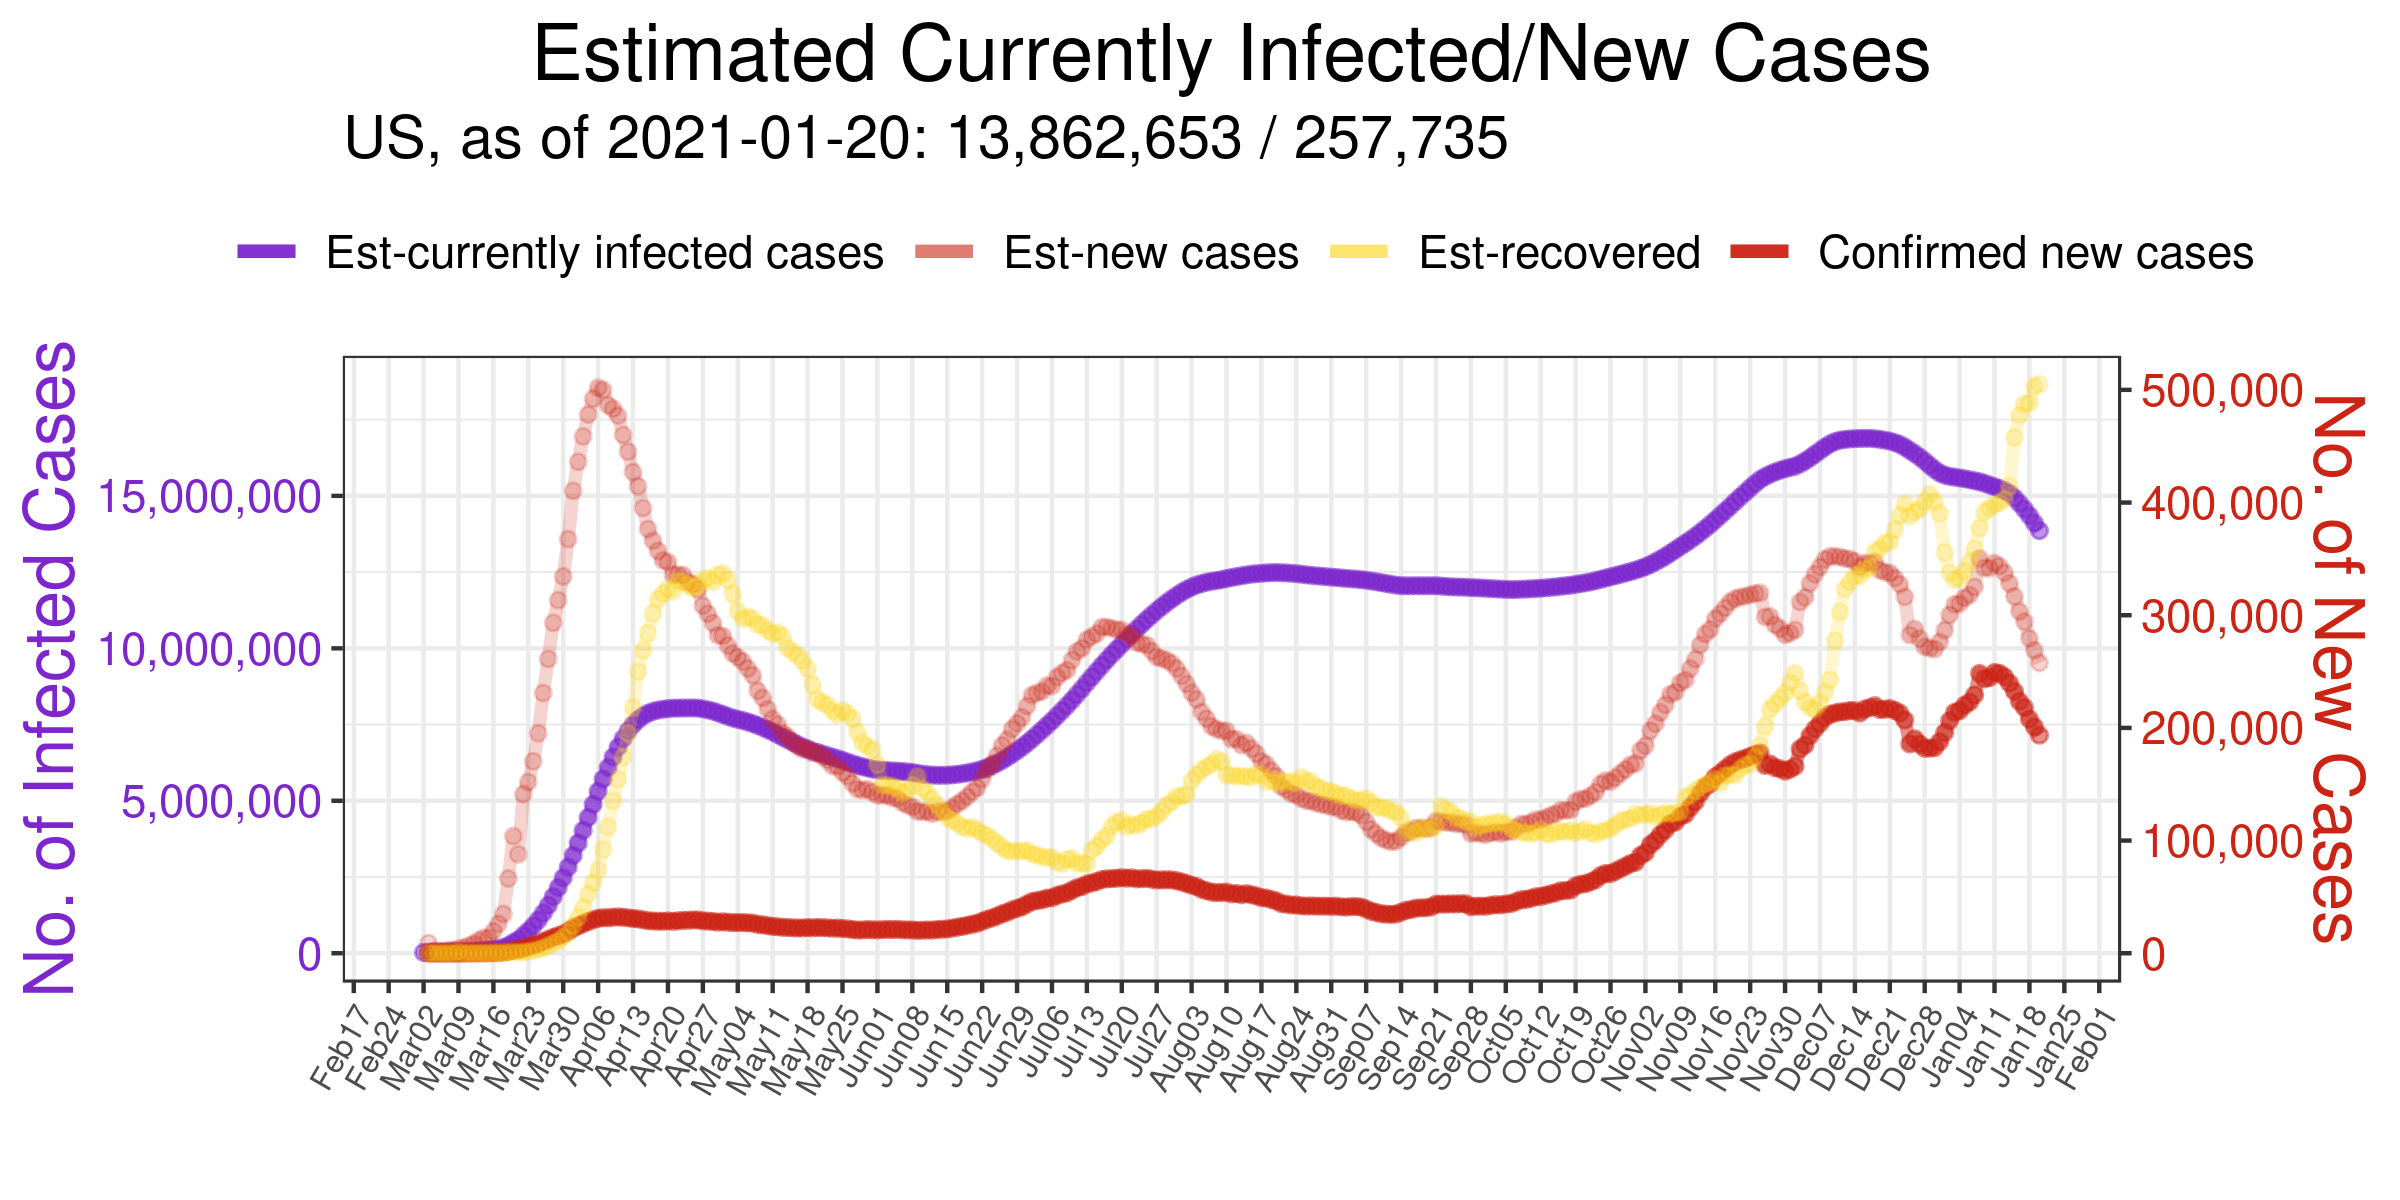 Estimated Currently Infected/New Cases
US, as of 2021-01-20: 13,862,653 / 257,735
Est-currently infected cases Est-new cases Est-recovered Confirmed new cases
No. of Infected Cases
15,000,000
10,000,000
5,000,000
0
500,000
400,000
300,000
200,000
100,000
0
No. of New Cases
Feb17 Feb24 Mar02 Mar09 Mar16 Mar23 Mar30 Apr06 Apr13 Apr20 Apr27 May04 May11 May18 May25 Jun01 Jun08 Jun15 Jun22 Jun29 Jul06 Jul13 Jul20 Jul27 Aug03 Aug10 Aug17 Aug24 Aug31 Sep07 Sep14 Sep21 Sep28 Oct05 Oct12 Oct19 Oct26 Nov02 Nov09 Nov16 Nov23 Nov30 Dec07 Dec14 Dec21 Dec28 Jan04 Jan11 Jan18 Jan25 Feb01